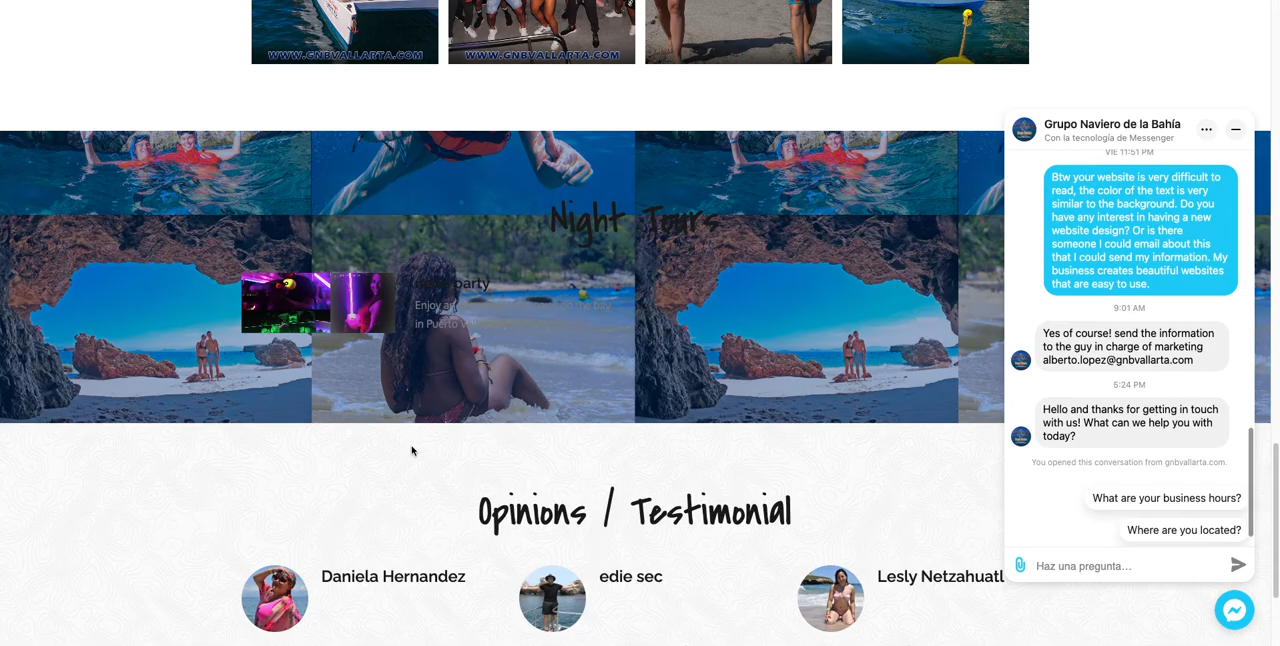 WWW.GNBVALLARTA.COM
WWW.GNBVALLARTA.COM
Night Tours
party
Enjoy an
the bay
in Puerto
Opinions / Testimonial
Daniela Hernandez
edie sec
Lesly Netzahuatl
Grupo Naviero de la Bahía
Con la tecnología de Messenger
VIE 11:51 PM
Btw your website is very difficult to
read, the color of the text is very
similar to the background. Do you
have any interest in having a new
website design? Or is there
someone I could email about this
that I could send my information. My
business creates beautiful websites
that are easy to use.
9:01 AM
Yes of course! send the information
to the guy in charge of marketing
alberto.lopez@gnbvallarta.com
5:24 PM
Hello and thanks for getting in touch
with us! What can we help you with
today?
You opened this conversation from gnbvallarta.com.
What are your business hours?
Where are you located?
Haz una pregunta...